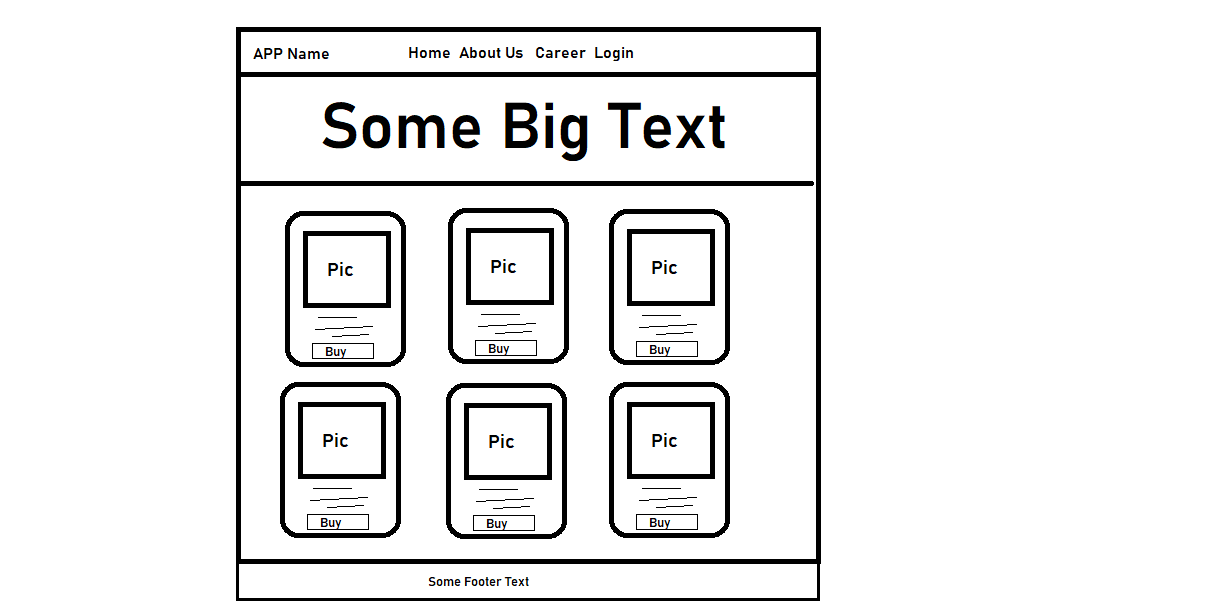 APP Name Home About Us Career Login
Some Big Text
Pic Pic Pic
Buy Buy Buy
Pic Pic Pic
Buy Buy Buy
Some Footer Text